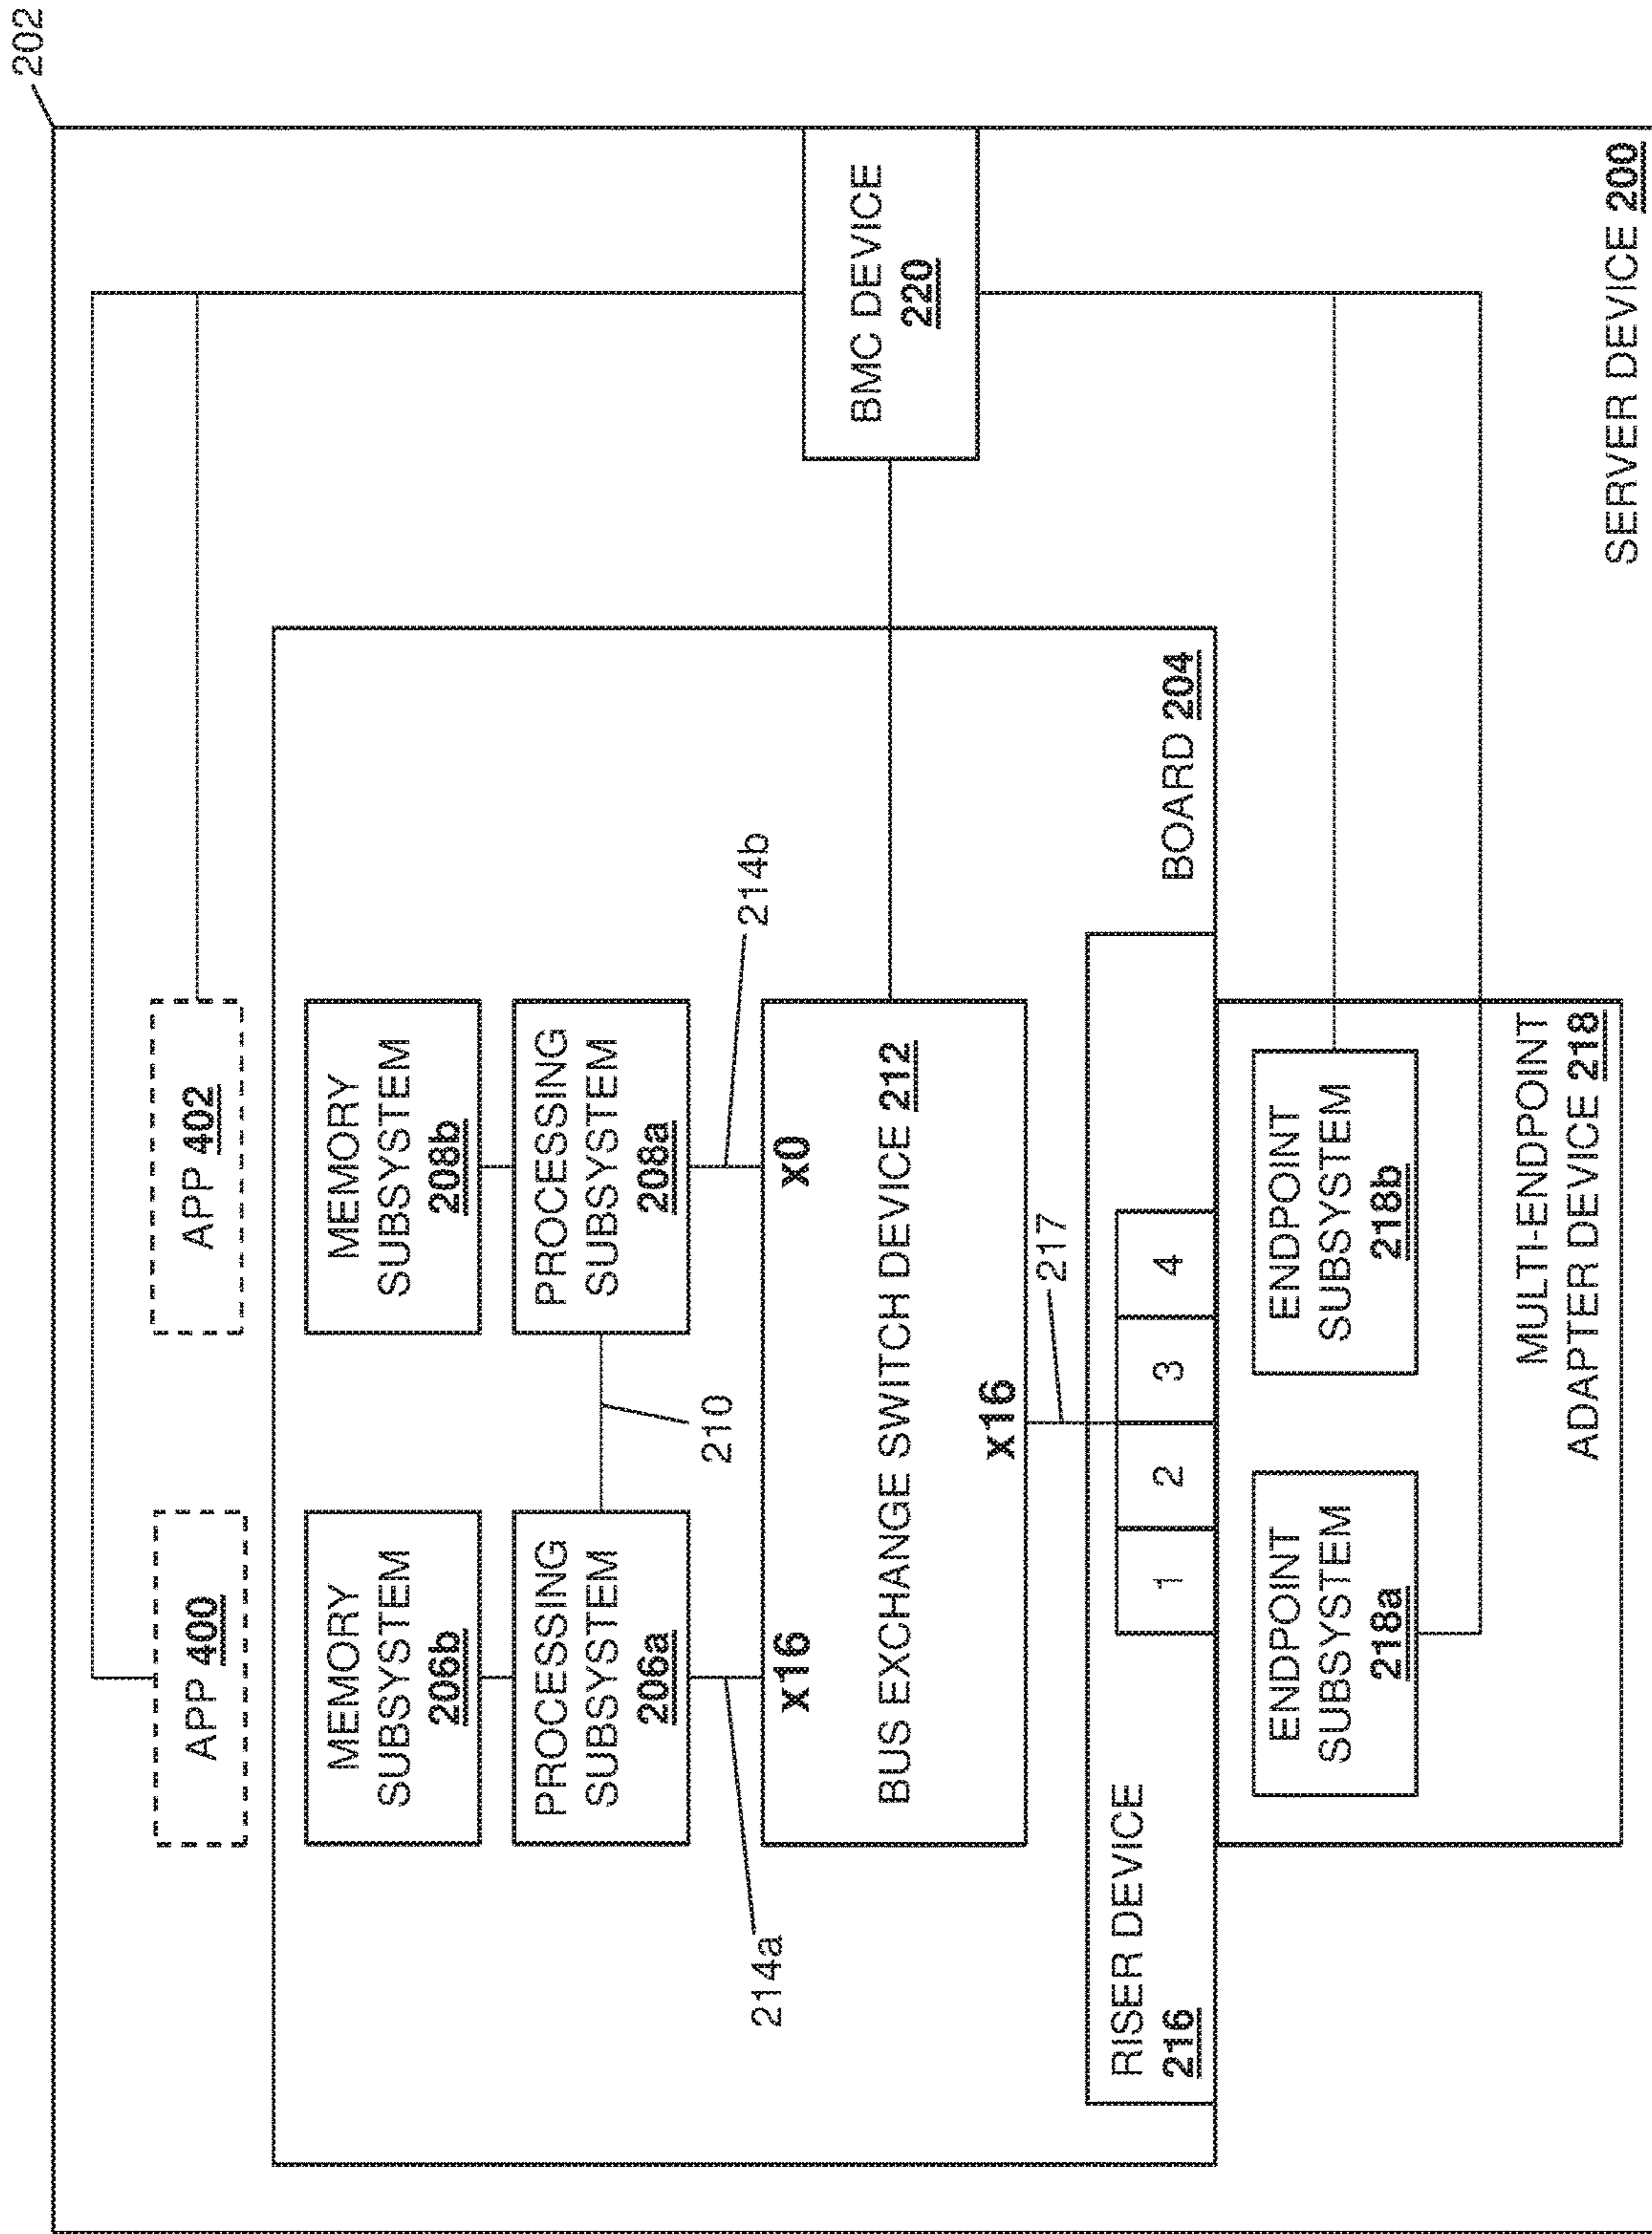 202
APP 400
APP 402
MEMORY
SUBSYSTEM
206b
MEMORY
SUBSYSTEM
208b
PROCESSING
SUBSYSTEM
206a
PROCESSING
SUBSYSTEM
208a
210
214a
214b
x16
x0
BUS EXCHANGE SWITCH DEVICE 212
x16
217
BMC DEVICE
220
RISER DEVICE
216
1
2
3
4
BOARD 204
ENDPOINT
SUBSYSTEM
218a
ENDPOINT
SUBSYSTEM
218b
MULTI-ENDPOINT
ADAPTER DEVICE 218
SERVER DEVICE 200